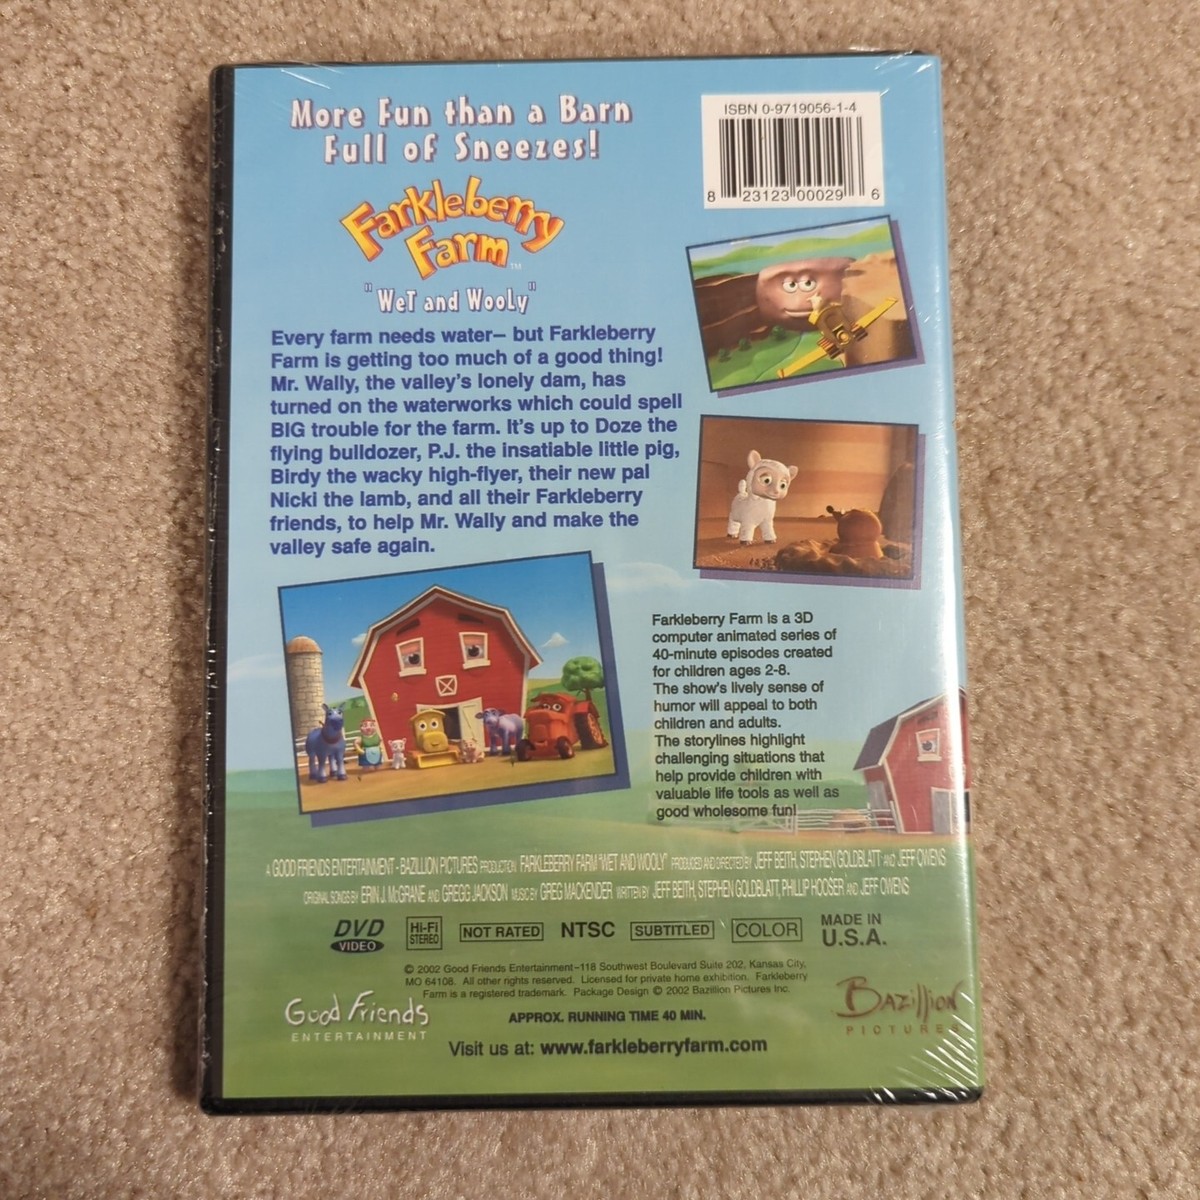 More Fun than a Barn
Full of Sneezes!
ISBN 0-9719056-1-4
8 23123 00029 6
Farkleberry
Farm™
"Wet and Wooly"
Every farm needs water– but Farkleberry
Farm is getting too much of a good thing!
Mr. Wally, the valley's lonely dam, has
turned on the waterworks which could spell
BIG trouble for the farm. It's up to Doze the
flying bulldozer, P.J. the insatiable little pig,
Birdy the wacky high-flyer, their new pal
Nicki the lamb, and all their Farkleberry
friends, to help Mr. Wally and make the
valley safe again.
Farkleberry Farm is a 3D
computer animated series of
40-minute episodes created
for children ages 2-8.
The show's lively sense of
humor will appeal to both
children and adults.
The storylines highlight
challenging situations that
help provide children with
valuable life tools as well as
good wholesome fun!
A GOOD FRIENDS ENTERTAINMENT - BAZILLION PICTURES PRODUCTION FARKLEBERRY FARM "WET AND WOOLY" PRODUCED AND DIRECTED BY JEFF BEITH, STEPHEN GOLDBLATT AND JEFF OWENS
ORIGINAL SONGS BY ERIN J. McGRANE AND GREGG JACKSON MUSIC BY GREG MACKENDER WRITTEN BY JEFF BEITH, STEPHEN GOLDBLATT, PHILLIP HOOSER AND JEFF OWENS
DVD VIDEO Hi-Fi STEREO NOT RATED NTSC SUBTITLED COLOR MADE IN U.S.A.
© 2002 Good Friends Entertainment–118 Southwest Boulevard Suite 202, Kansas City,
MO 64108. All other rights reserved. Licensed for private home exhibition. Farkleberry
Farm is a registered trademark. Package Design © 2002 Bazillion Pictures Inc.
Good Friends
ENTERTAINMENT
APPROX. RUNNING TIME 40 MIN.
Bazillion
PICTURES
Visit us at: www.farkleberryfarm.com